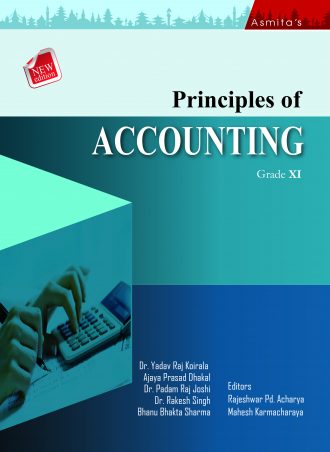 Asmita's
NEW
edition
Principles of
ACCOUNTING
Grade XI
Dr. Yadav Raj Koirala
Ajaya Prasad Dhakal
Dr. Padam Raj Joshi
Dr. Rakesh Singh
Bhanu Bhakta Sharma
Editors
Rajeshwar Pd. Acharya
Mahesh Karmacharaya